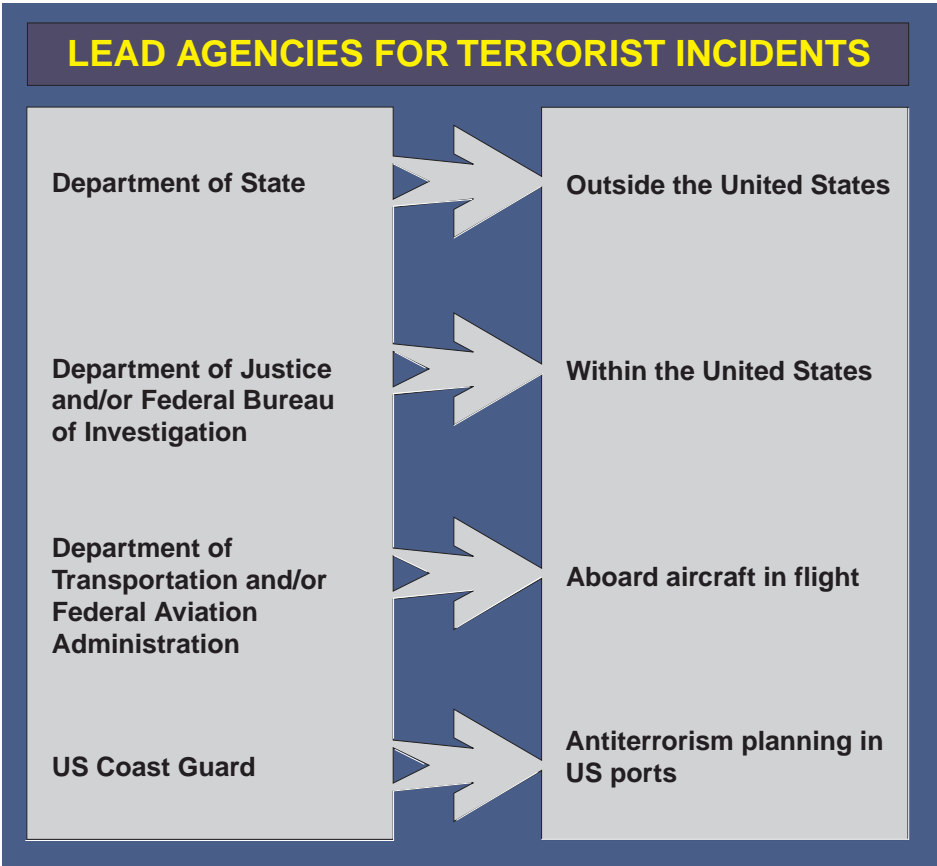 LEAD AGENCIES FOR TERRORIST INCIDENTS
Department of State
Outside the United States
Department of Justice
and/or Federal Bureau
of Investigation
Within the United States
Department of
Transportation and/or
Federal Aviation
Administration
Aboard aircraft in flight
US Coast Guard
Antiterrorism planning in
US ports